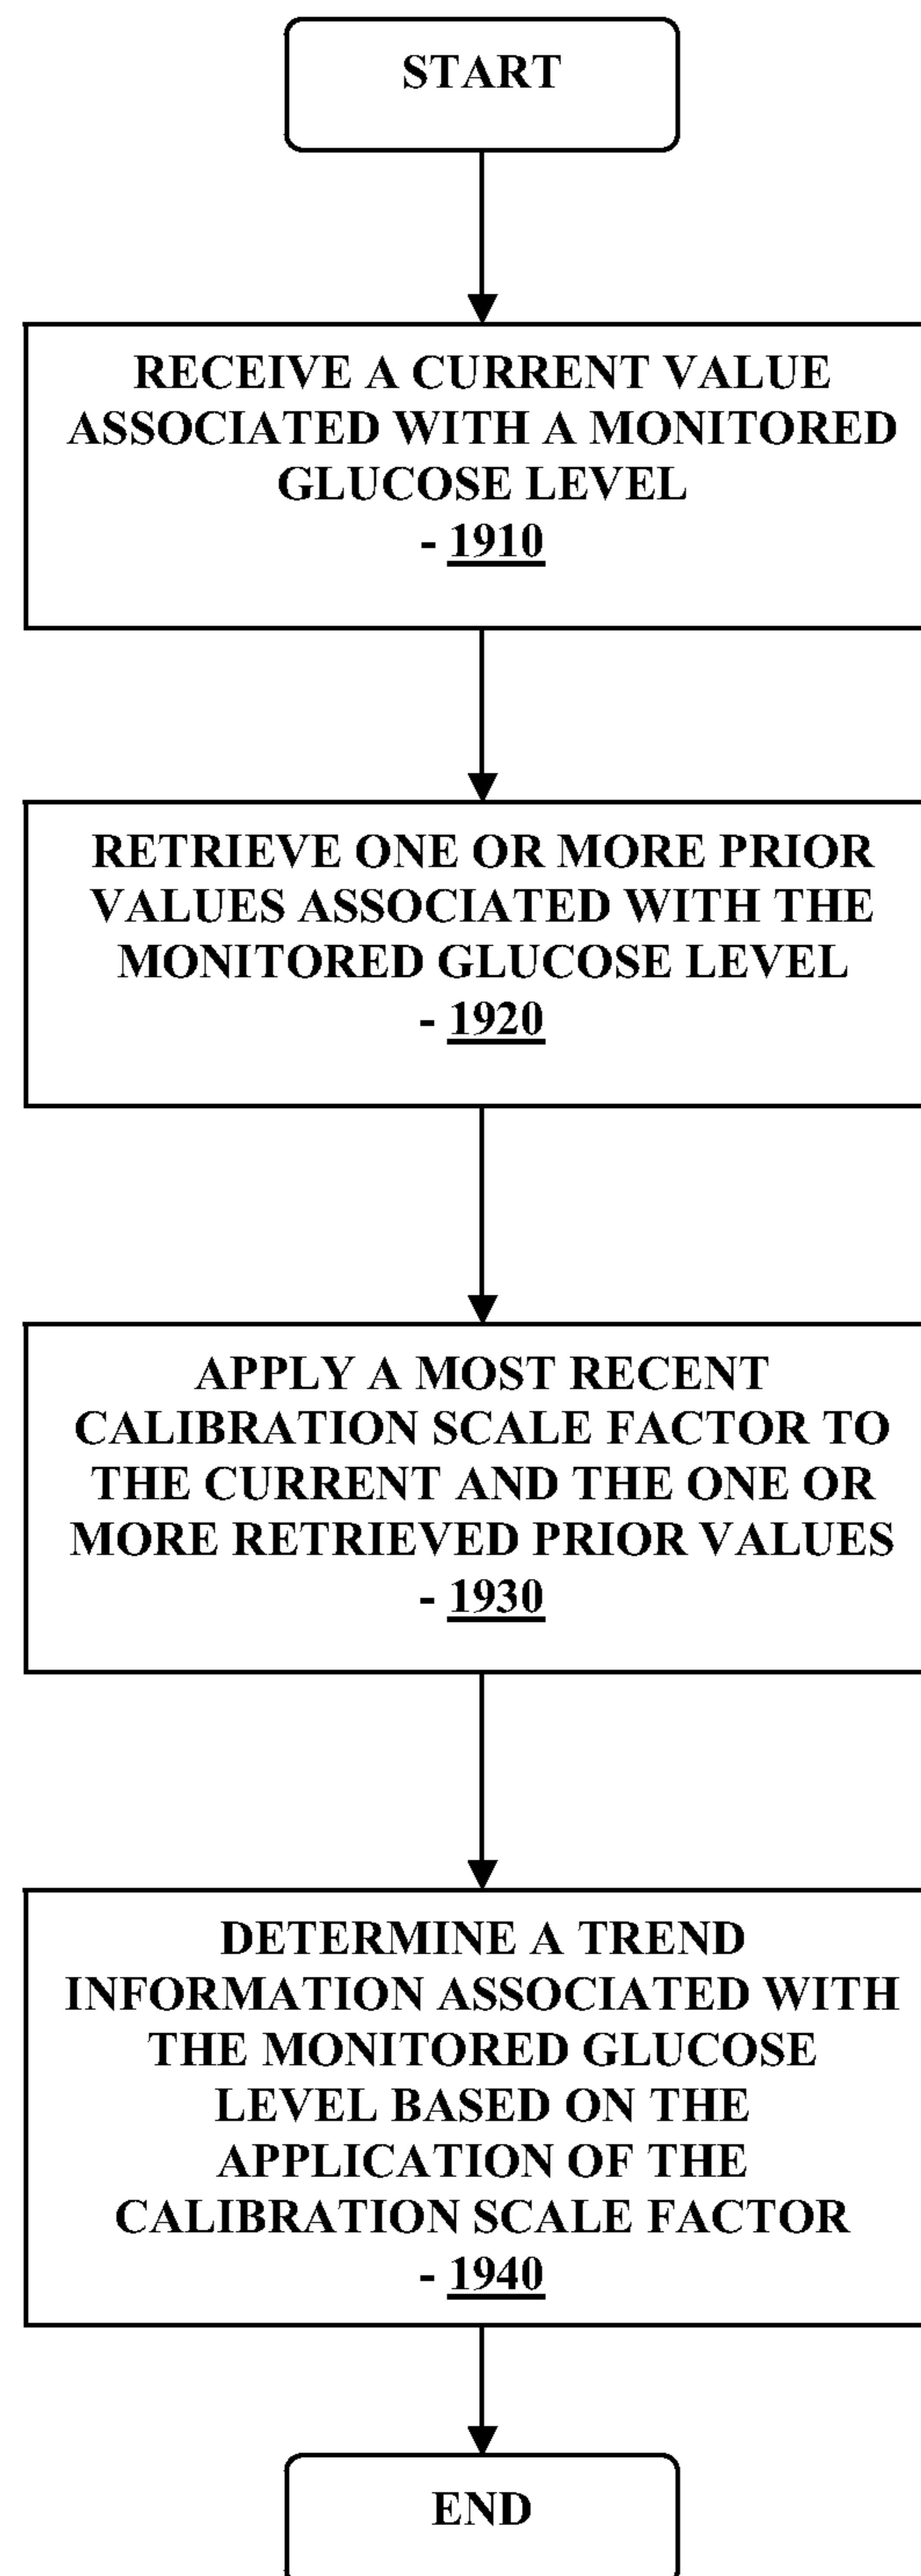 START
RECEIVE A CURRENT VALUE
ASSOCIATED WITH A MONITORED
GLUCOSE LEVEL
- 1910
RETRIEVE ONE OR MORE PRIOR
VALUES ASSOCIATED WITH THE
MONITORED GLUCOSE LEVEL
- 1920
APPLY A MOST RECENT
CALIBRATION SCALE FACTOR TO
THE CURRENT AND THE ONE OR
MORE RETRIEVED PRIOR VALUES
- 1930
DETERMINE A TREND
INFORMATION ASSOCIATED WITH
THE MONITORED GLUCOSE
LEVEL BASED ON THE
APPLICATION OF THE
CALIBRATION SCALE FACTOR
- 1940
END